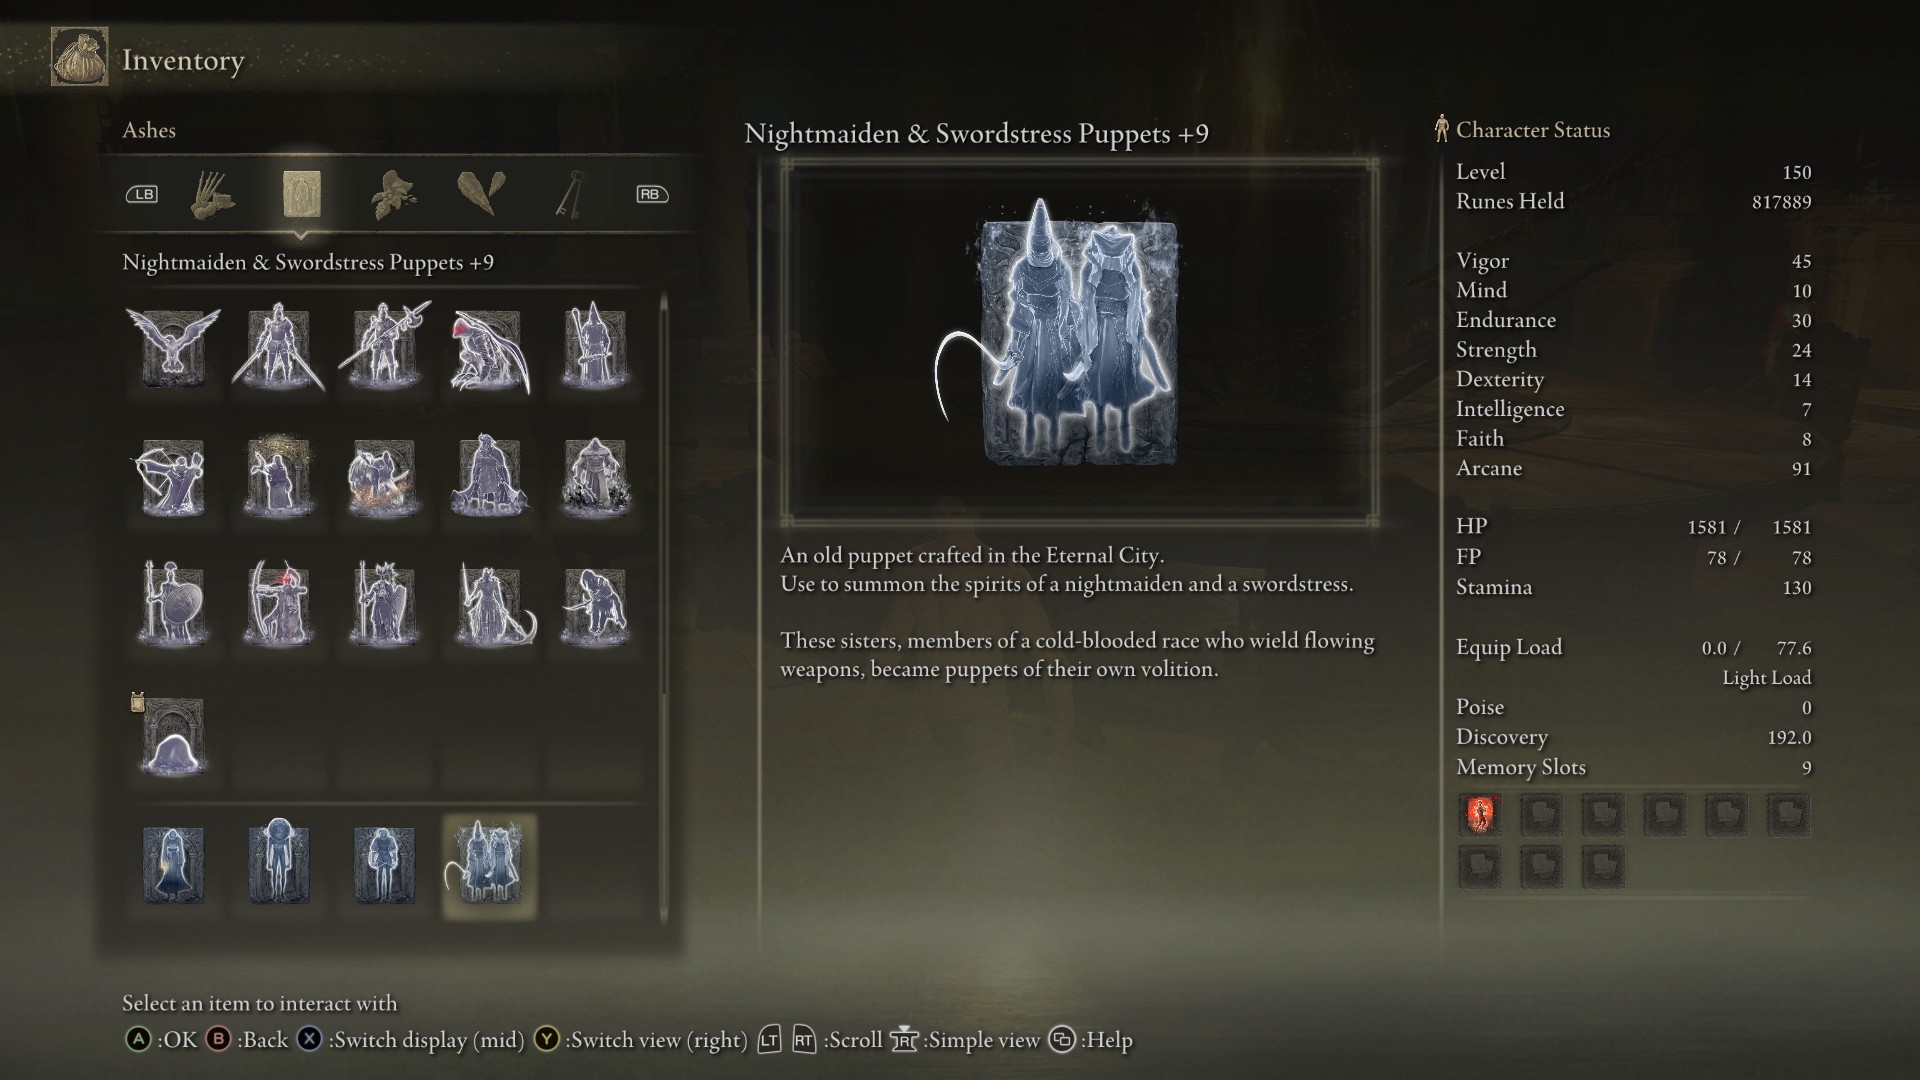 Inventory
Ashes
LB
RB
Nightmaiden & Swordstress Puppets +9
Nightmaiden & Swordstress Puppets +9
An old puppet crafted in the Eternal City.
Use to summon the spirits of a nightmaiden and a swordstress.
These sisters, members of a cold-blooded race who wield flowing
weapons, became puppets of their own volition.
Character Status
Level 150
Runes Held 817889
Vigor 45
Mind 10
Endurance 30
Strength 24
Dexterity 14
Intelligence 7
Faith 8
Arcane 91
HP 1581 / 1581
FP 78 / 78
Stamina 130
Equip Load 0.0 / 77.6
Light Load
Poise 0
Discovery 192.0
Memory Slots 9
Select an item to interact with
A :OK B :Back X :Switch display (mid) Y :Switch view (right) LT RT :Scroll R :Simple view :Help